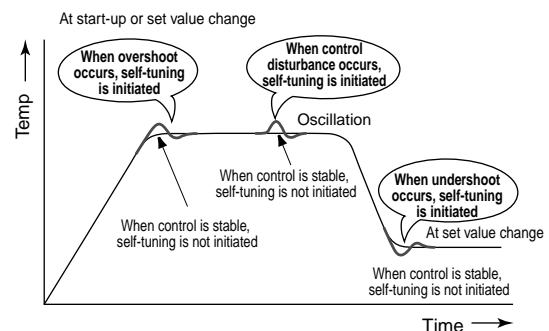 At start-up or set value change
When overshoot
occurs, self-tuning
is initiated
When control
disturbance occurs,
self-tuning is initiated
Temp
Oscillation
When control is stable,
self-tuning is not initiated
When control is stable,
self-tuning is not initiated
When undershoot
occurs, self-tuning
is initiated
At set value change
When control is stable,
self-tuning is not initiated
Time